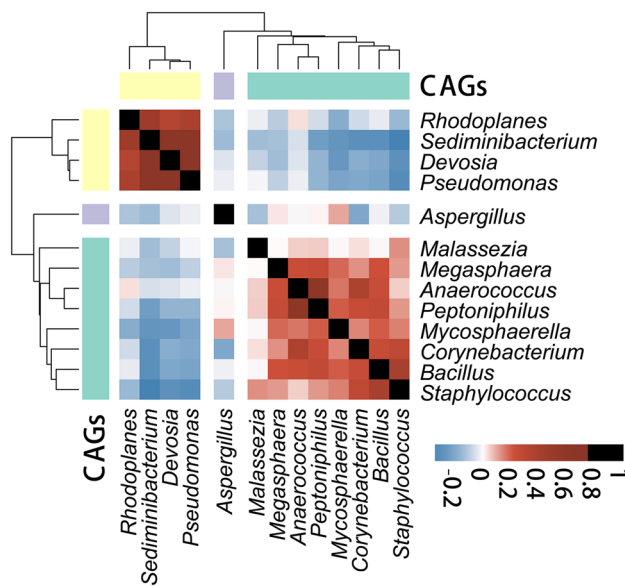 CAGs
Rhodoplanes
Sediminibacterium
Devosia
Pseudomonas
Aspergillus
Malassezia
Megasphaera
Anaerococcus
Peptoniphilus
Mycosphaerella
Corynebacterium
Bacillus
Staphylococcus
CAGs
Rhodoplanes
Sediminibacterium
Devosia
Pseudomonas
Aspergillus
Malassezia
Megasphaera
Anaerococcus
Peptoniphilus
Mycosphaerella
Corynebacterium
Bacillus
Staphylococcus
-0.2 0 0.2 0.4 0.6 0.8 1